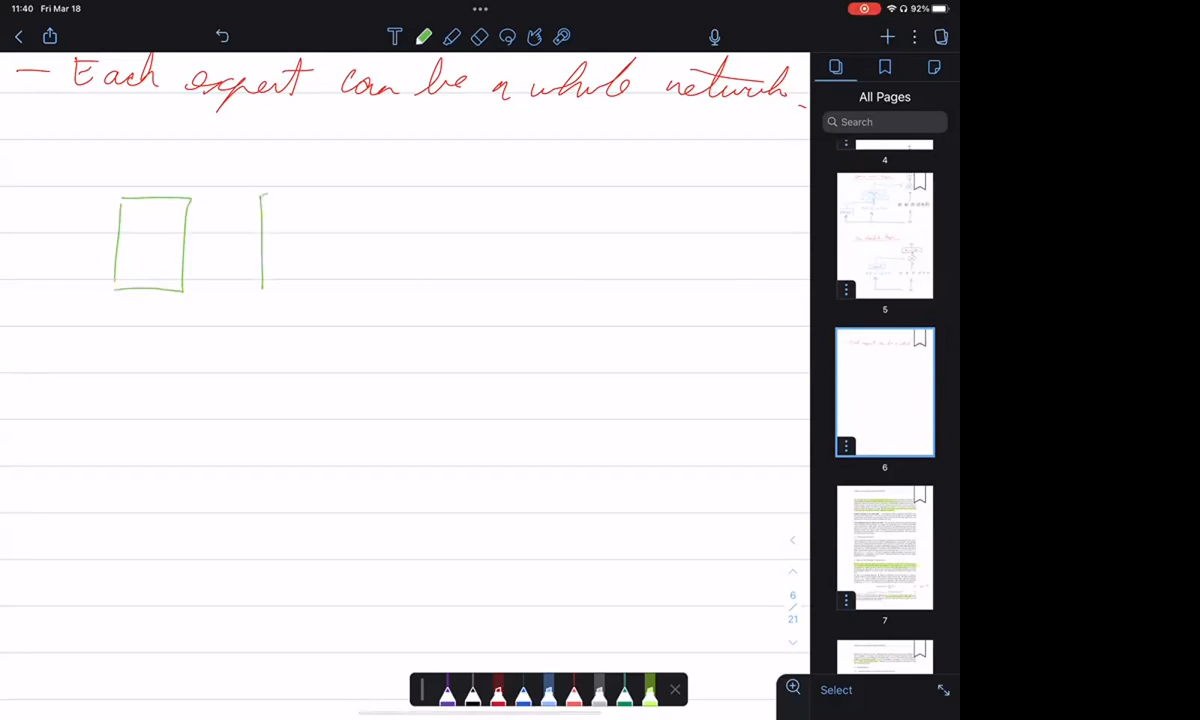 11:40 Fri Mar 18
92%
— Each expert can be a whole network.
All Pages
Search
4
5
6
7
6
21
Select